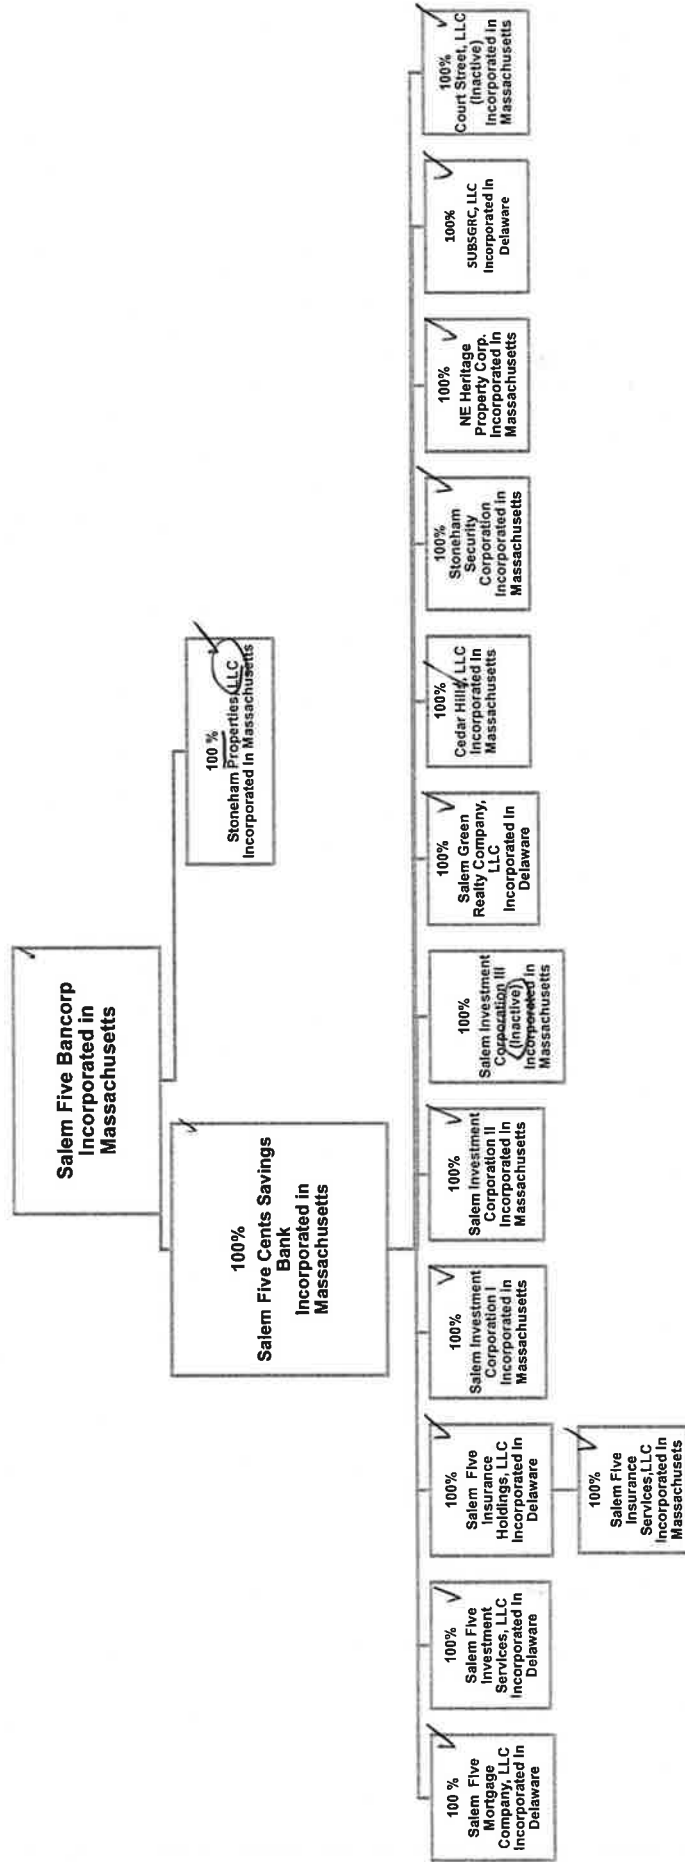 Salem Five Bancorp
Incorporated in
Massachusetts
100%
Salem Five Cents Savings
Bank
Incorporated in
Massachusetts
100 %
Stoneham Properties, LLC
Incorporated In Massachusetts
100 %
Salem Five
Mortgage
Company, LLC
Incorporated In
Delaware
100%
Salem Five
Investment
Services, LLC
Incorporated In
Delaware
100%
Salem Five
Insurance
Holdings, LLC
Incorporated In
Delaware
100%
Salem Five
Insurance
Services,LLC
Incorporated In
Massachusets
100%
Salem Investment
Corporation I
Incorporated in
Massachusetts
100%
Salem Investment
Corporation II
Incorporated In
Massachusetts
100%
Salem Investment
Corporation III
(Inactive)
Incorporated in
Massachusetts
100%
Salem Green
Realty Company,
LLC
Incorporated In
Delaware
100%
Cedar Hills, LLC
Incorporated In
Massachusetts
100%
Stoneham
Security
Corporation
Incorporated in
Massachusetts
100%
NE Heritage
Property Corp.
Incorporated In
Massachusetts
100%
SUBSGRC, LLC
Incorporated In
Delaware
100%
Court Street, LLC
(Inactive)
Incorporated in
Massachusetts